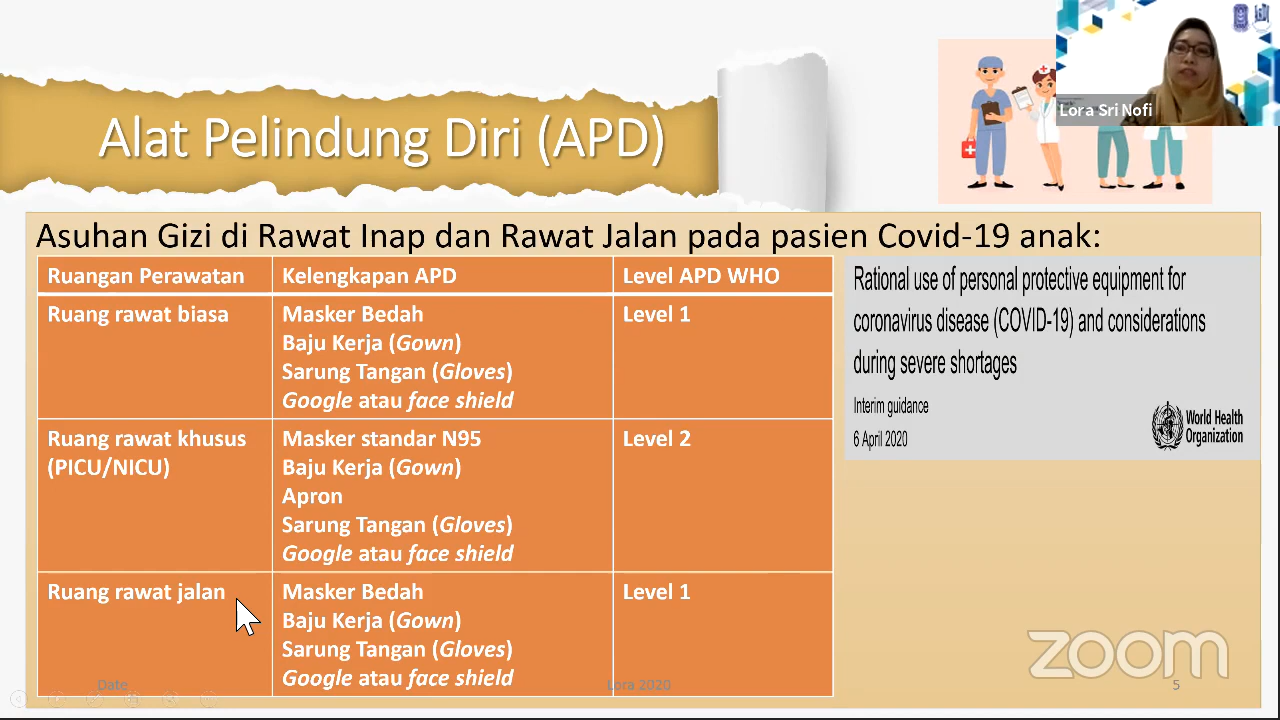 Lora Sri Nofi
Alat Pelindung Diri (APD)
Asuhan Gizi di Rawat Inap dan Rawat Jalan pada pasien Covid-19 anak:
Ruangan Perawatan
Kelengkapan APD
Level APD WHO
Ruang rawat biasa
Masker Bedah
Baju Kerja (Gown)
Sarung Tangan (Gloves)
Google atau face shield
Level 1
Ruang rawat khusus
(PICU/NICU)
Masker standar N95
Baju Kerja (Gown)
Apron
Sarung Tangan (Gloves)
Google atau face shield
Level 2
Ruang rawat jalan
Masker Bedah
Baju Kerja (Gown)
Sarung Tangan (Gloves)
Google atau face shield
Level 1
Rational use of personal protective equipment for
coronavirus disease (COVID-19) and considerations
during severe shortages
Interim guidance
6 April 2020
World Health
Organization
zoom
Date
Lora 2020
5